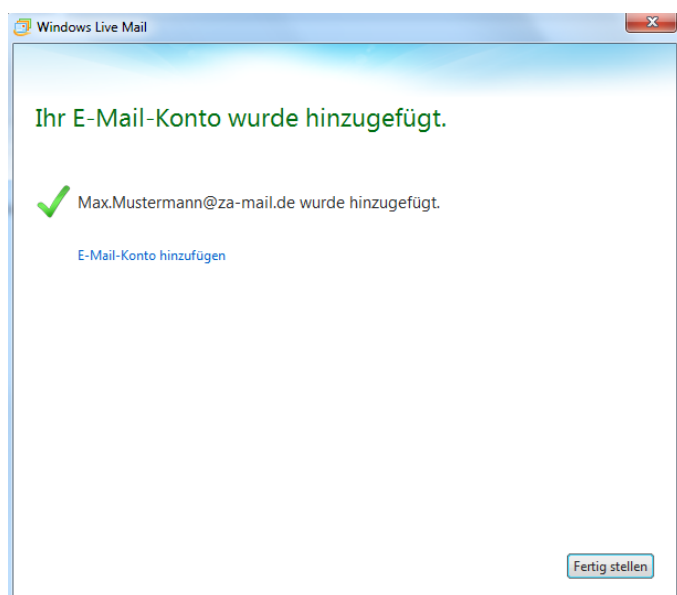 Windows Live Mail
Ihr E-Mail-Konto wurde hinzugefügt.
Max.Mustermann@za-mail.de wurde hinzugefügt.
E-Mail-Konto hinzufügen
Fertig stellen